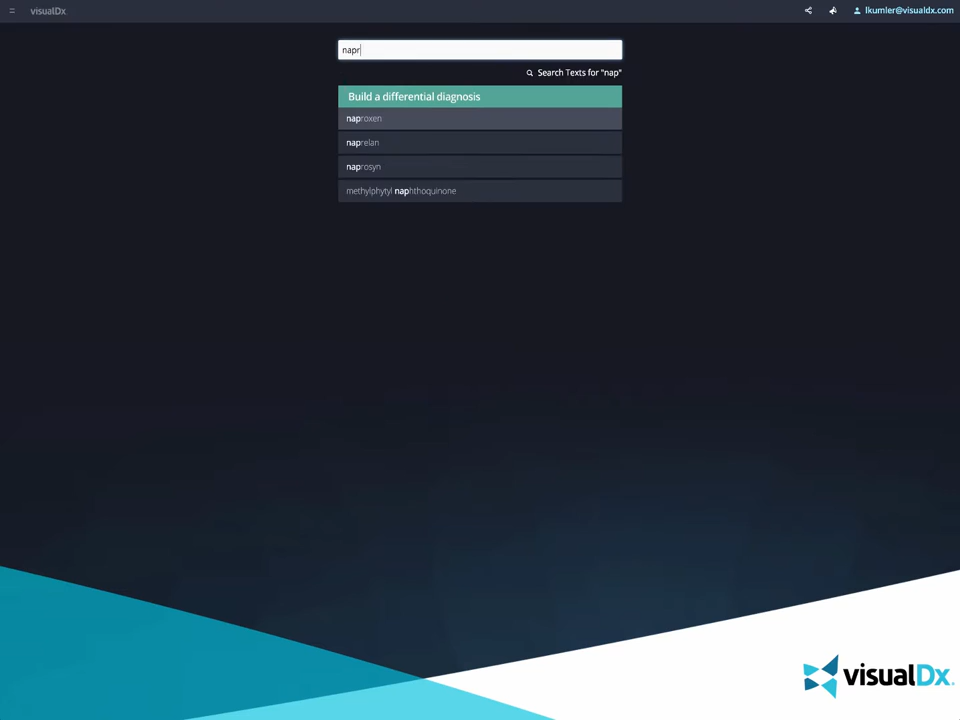 visualDx
lkumler@visualdx.com
napr
Search Texts for "nap"
Build a differential diagnosis
naproxen
naprelan
naprosyn
methylphytyl naphthoquinone
visualDx.